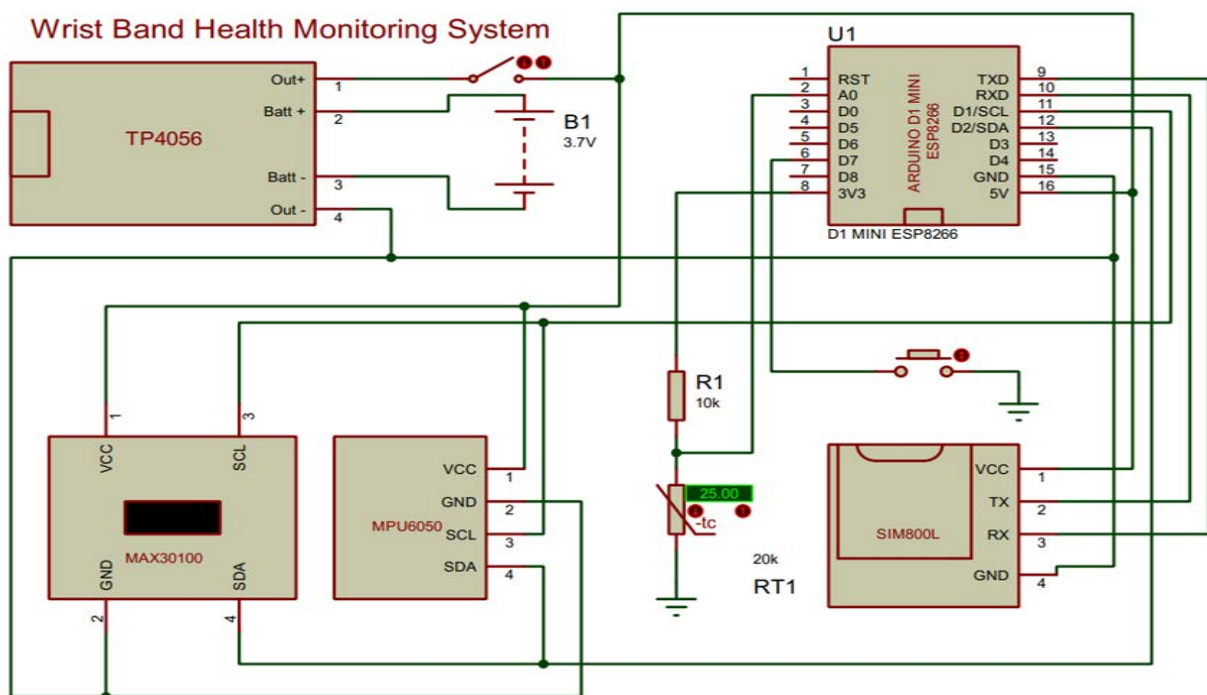 Wrist Band Health Monitoring System
TP4056
Out+
1
Batt +
2
Batt -
3
Out -
4
B1
3.7V
U1
1
RST
2
A0
3
D0
4
D5
5
D6
6
D7
7
D8
8
3V3
ARDUINO D1 MINI
ESP8266
TXD
9
RXD
10
D1/SCL
11
D2/SDA
12
D3
13
D4
14
GND
15
5V
16
D1 MINI ESP8266
R1
10k
25.00
-tc
20k
RT1
1
VCC
3
SCL
MAX30100
GND
2
SDA
4
MPU6050
VCC
1
GND
2
SCL
3
SDA
4
SIM800L
VCC
1
TX
2
RX
3
GND
4